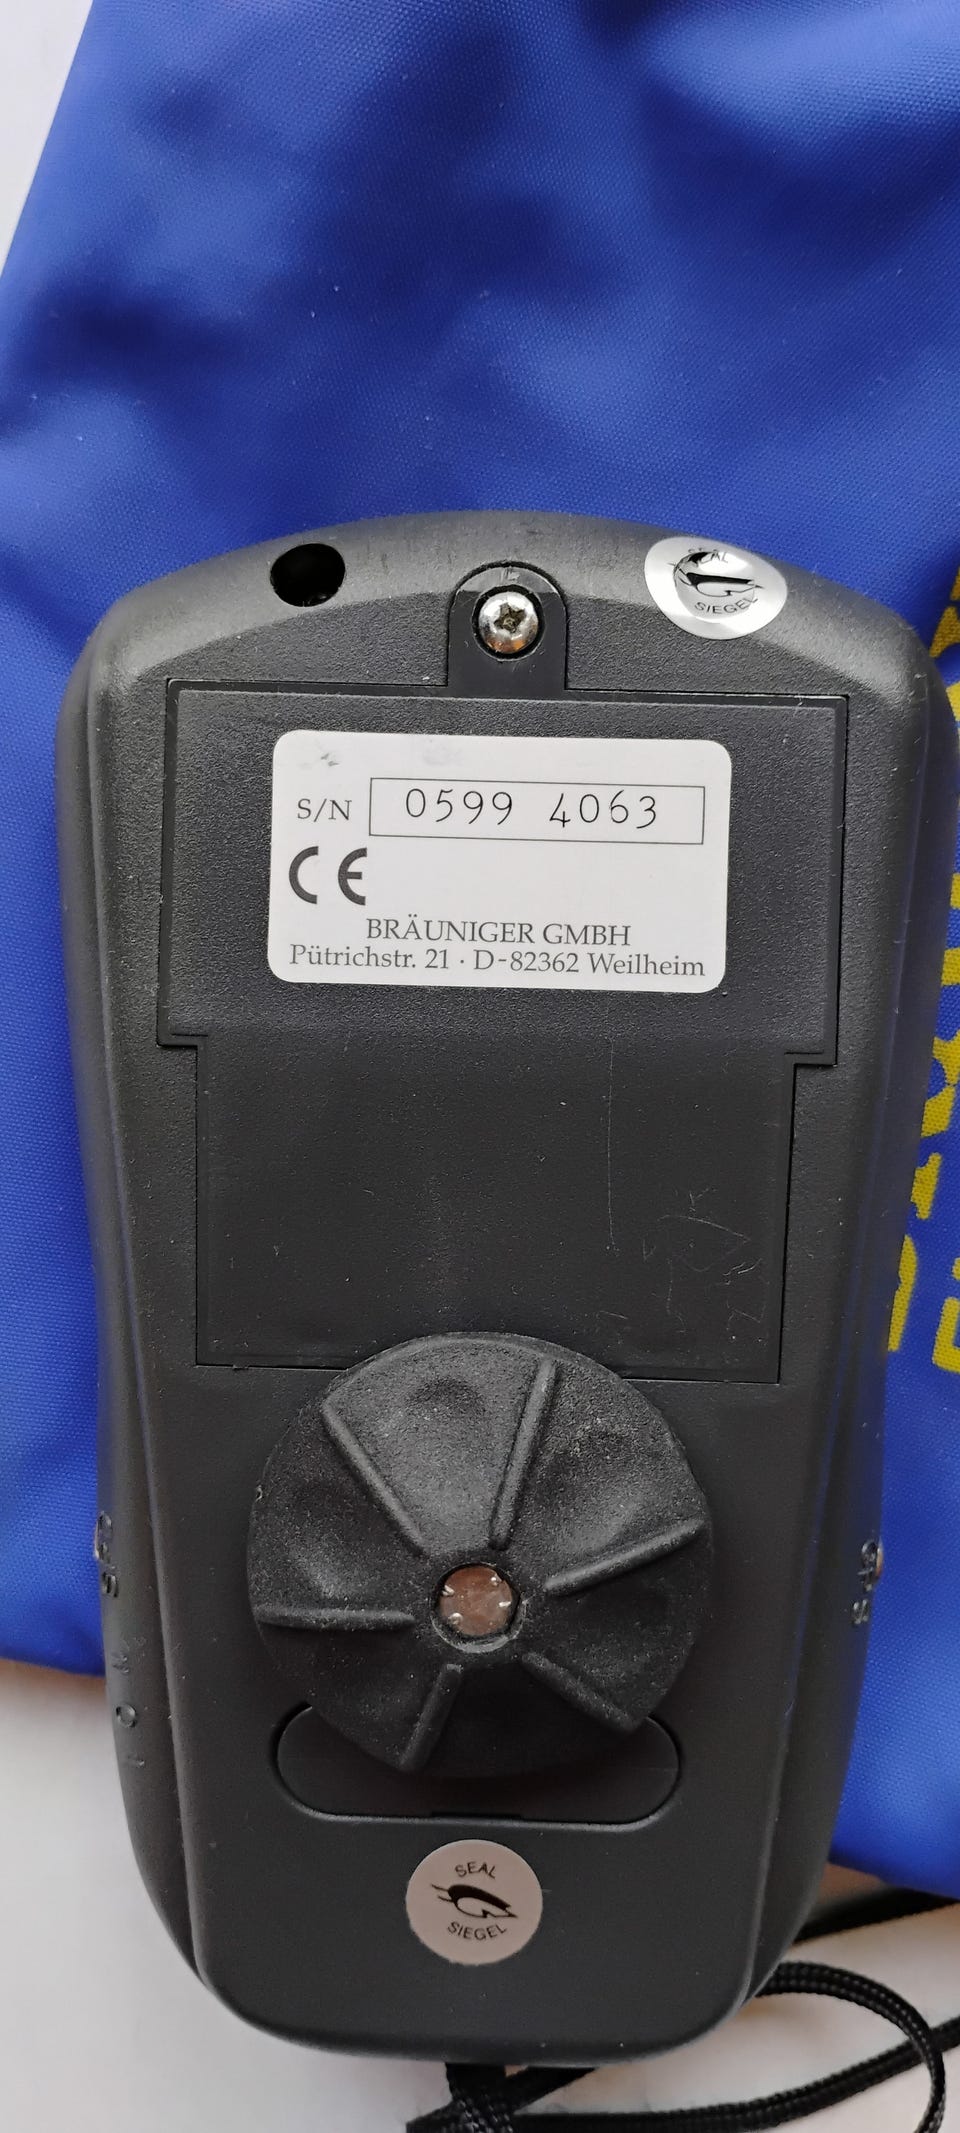 SEAL
SIEGEL
S/N 0599 4063
CE
BRÄUNIGER GMBH
Pütrichstr. 21 · D-82362 Weilheim
SEAL
SIEGEL